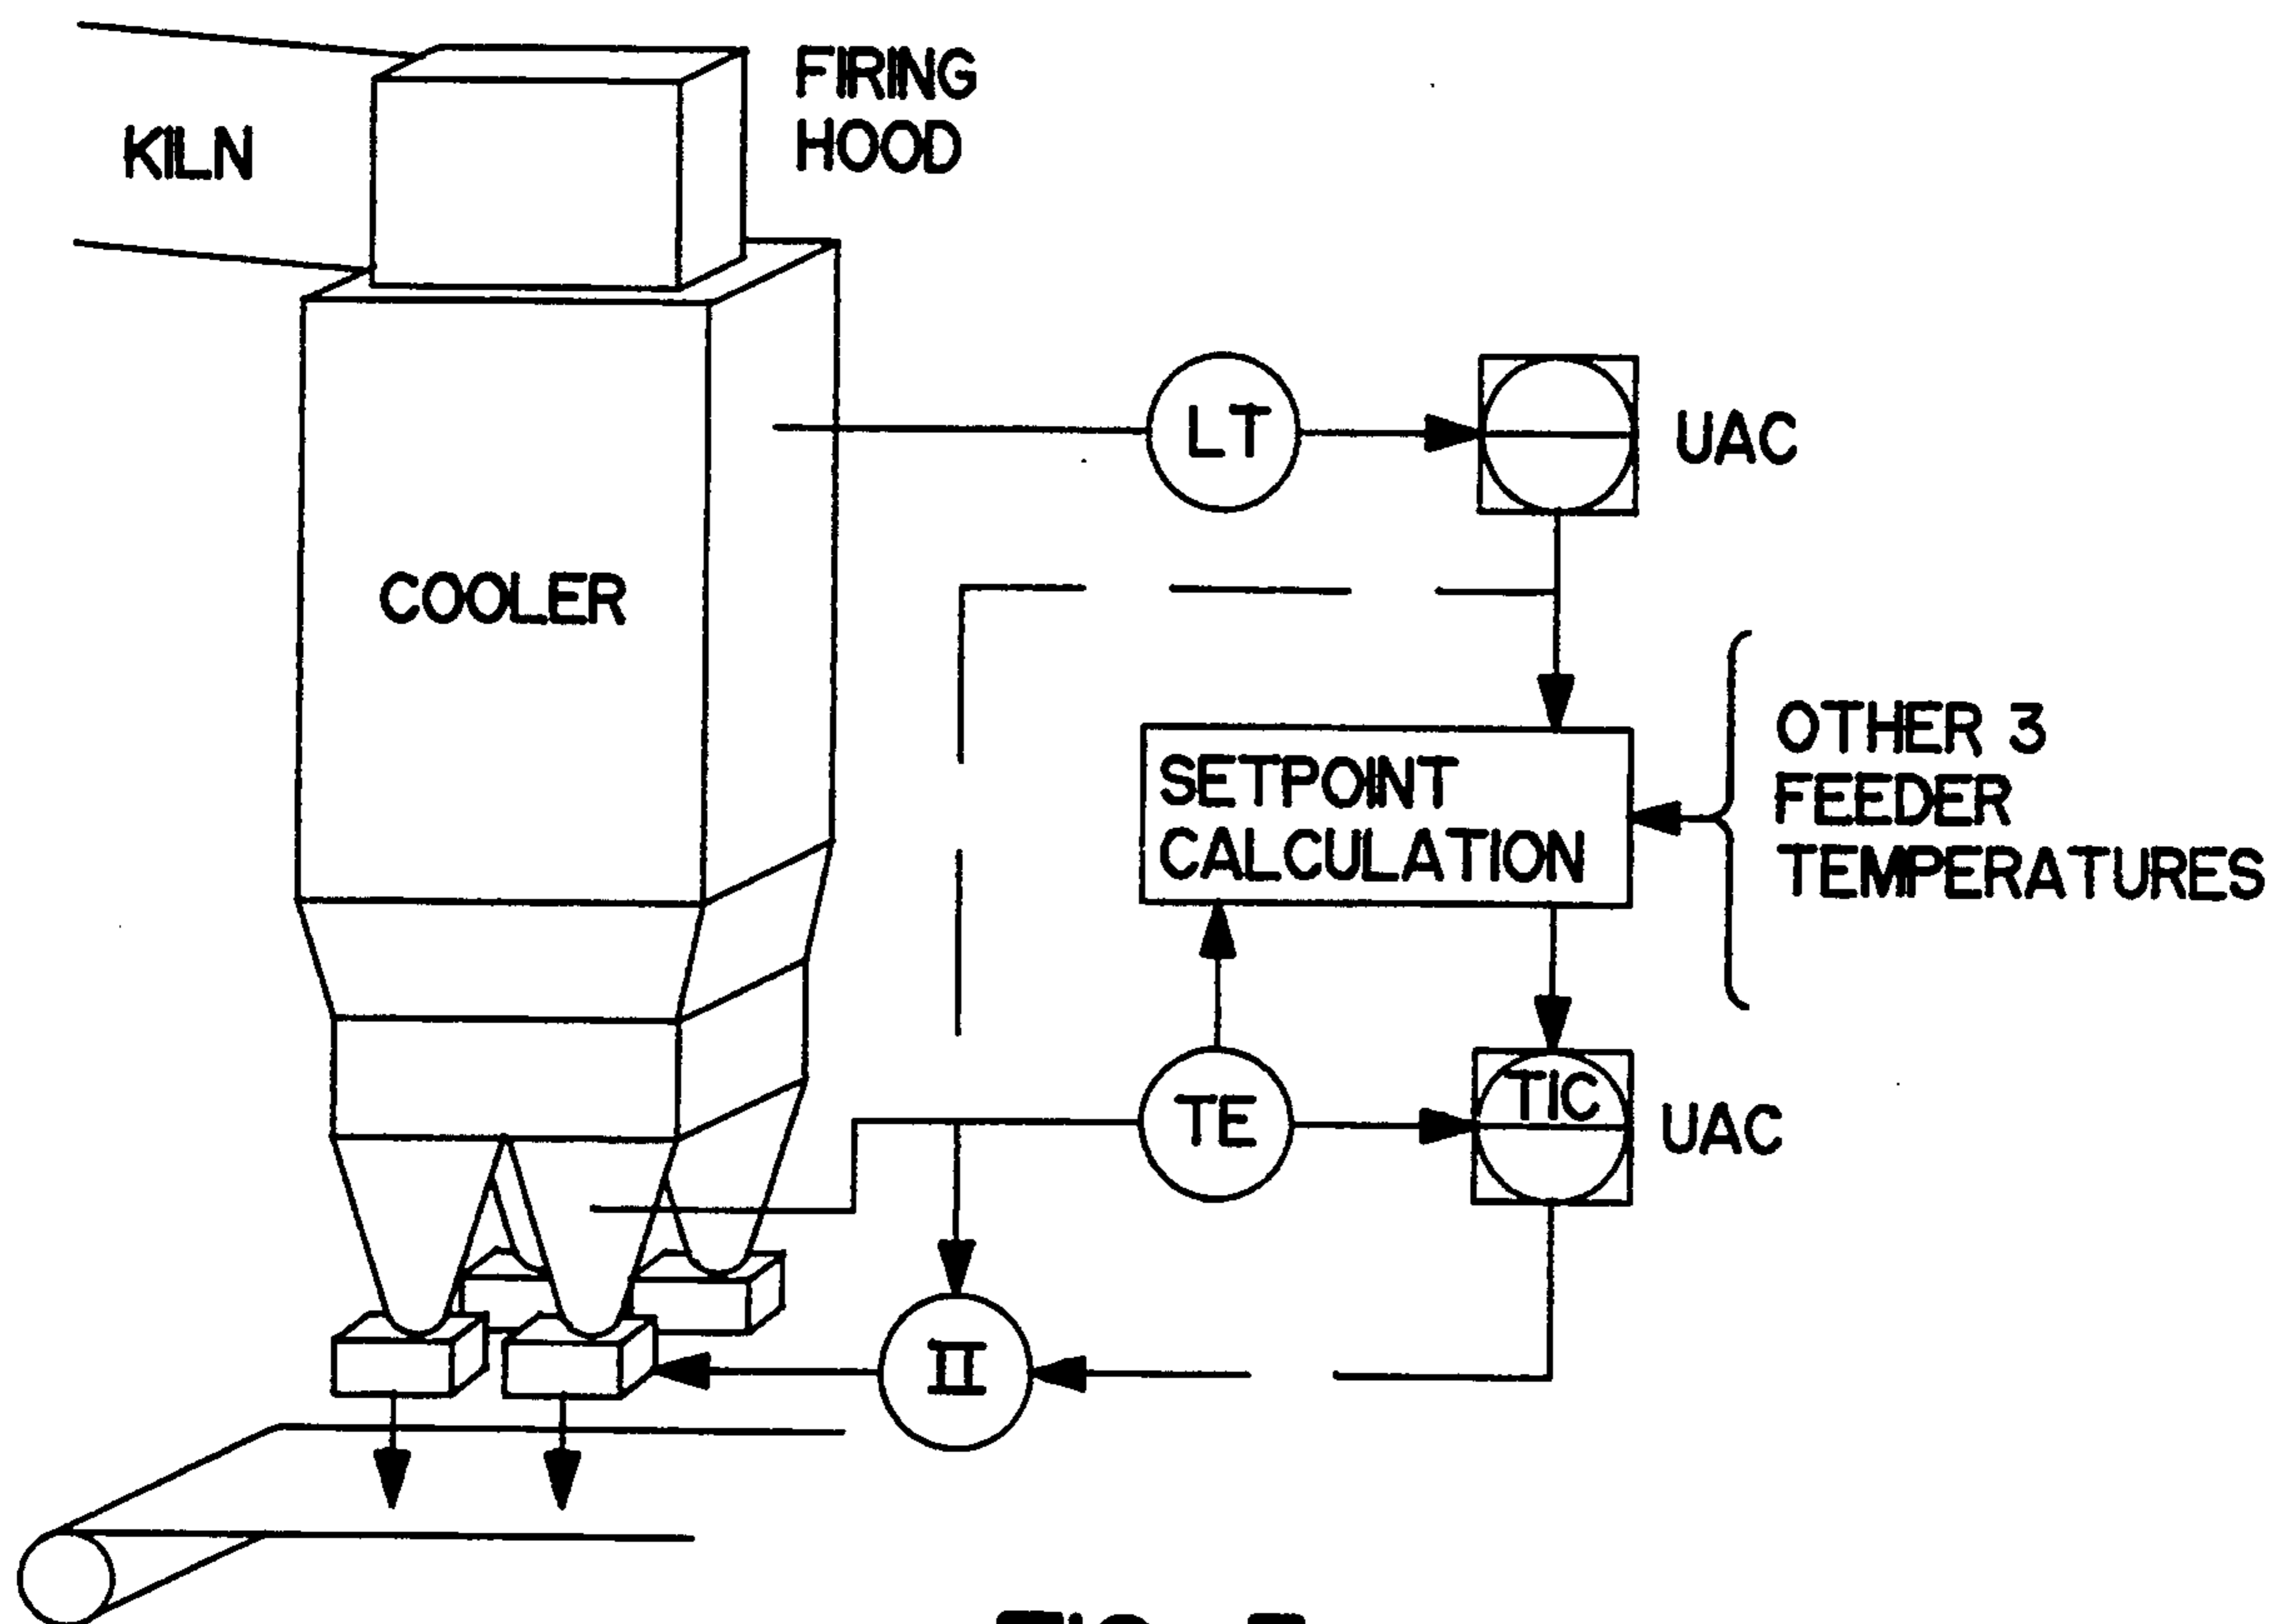 FIRING
HOOD
KILN
LT
UAC
COOLER
OTHER 3
FEEDER
TEMPERATURES
SETPOINT
CALCULATION
TIC
TE
UAC
II